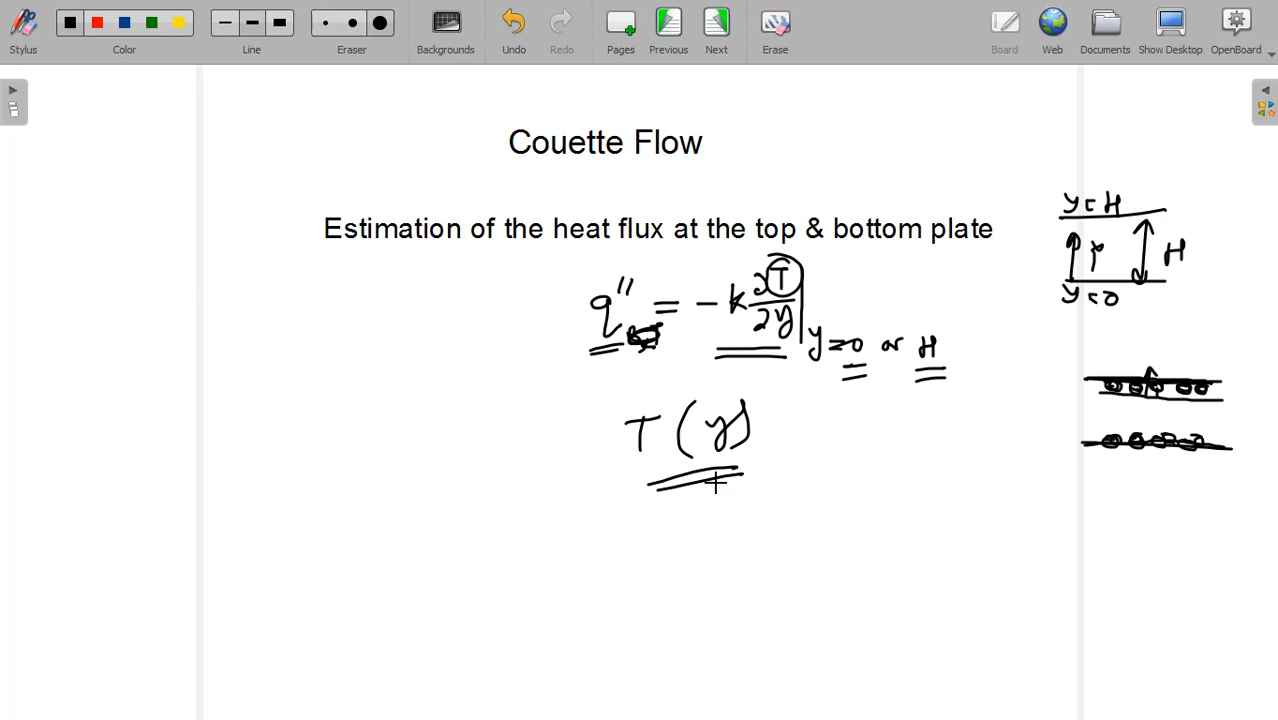 Stylus Color Line Eraser Backgrounds Undo Redo Pages Previous Next Erase Board Web Documents Show Desktop OpenBoard
Couette Flow
Estimation of the heat flux at the top & bottom plate
q'' = -k ∂T/∂y | y=0 or H
T (y)
y = H
y H
y = 0